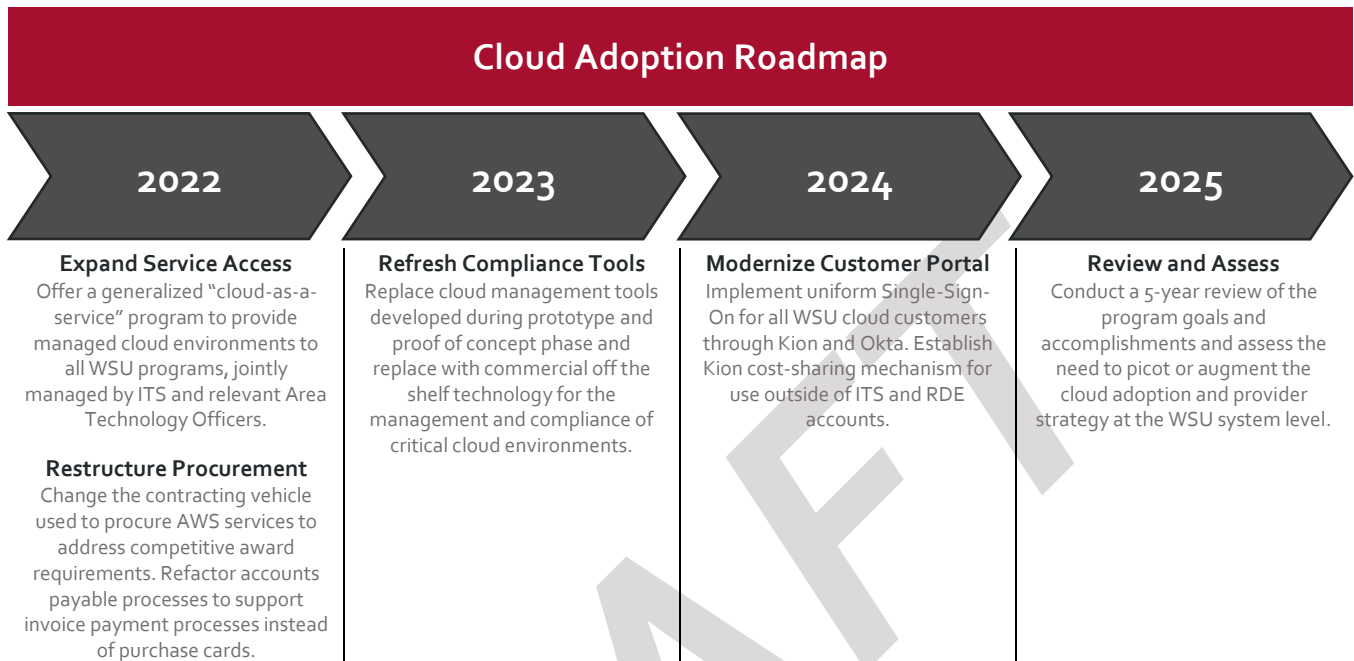 Cloud Adoption Roadmap
2022
2023
2024
2025
Expand Service Access
Offer a generalized “cloud-as-a-
service” program to provide
managed cloud environments to
all WSU programs, jointly
managed by ITS and relevant Area
Technology Officers.
Restructure Procurement
Change the contracting vehicle
used to procure AWS services to
address competitive award
requirements. Refactor accounts
payable processes to support
invoice payment processes instead
of purchase cards.
Refresh Compliance Tools
Replace cloud management tools
developed during prototype and
proof of concept phase and
replace with commercial off the
shelf technology for the
management and compliance of
critical cloud environments.
Modernize Customer Portal
Implement uniform Single-Sign-
On for all WSU cloud customers
through Kion and Okta. Establish
Kion cost-sharing mechanism for
use outside of ITS and RDE
accounts.
Review and Assess
Conduct a 5-year review of the
program goals and
accomplishments and assess the
need to picot or augment the
cloud adoption and provider
strategy at the WSU system level.
AFT